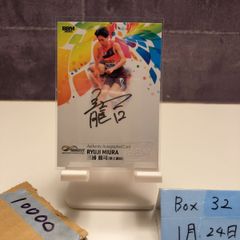 BBM
龍司
Authentic Autographed Card
RYUJI MIURA
三浦 龍司
10000
Box 32
1月24日